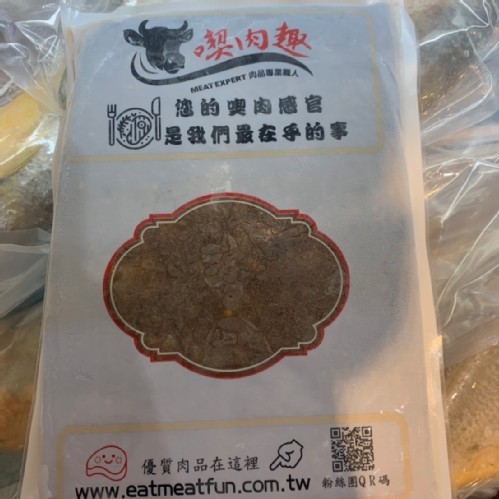 喫肉趣
MEAT EXPERT 肉品專業職人
您的喫肉感官
是我們最在乎的事
優質肉品在這裡
www.eatmeatfun.com.tw
粉絲團QR碼